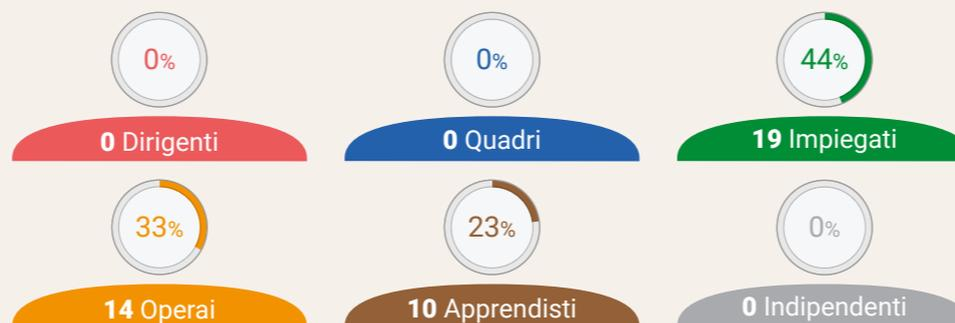 0% 0% 44%
0 Dirigenti 0 Quadri 19 Impiegati
33% 23% 0%
14 Operai 10 Apprendisti 0 Indipendenti